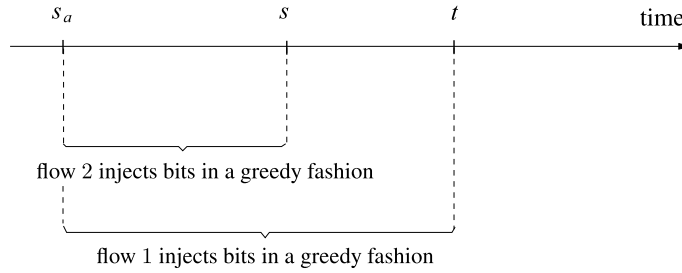 s_a s t time
flow 2 injects bits in a greedy fashion
flow 1 injects bits in a greedy fashion